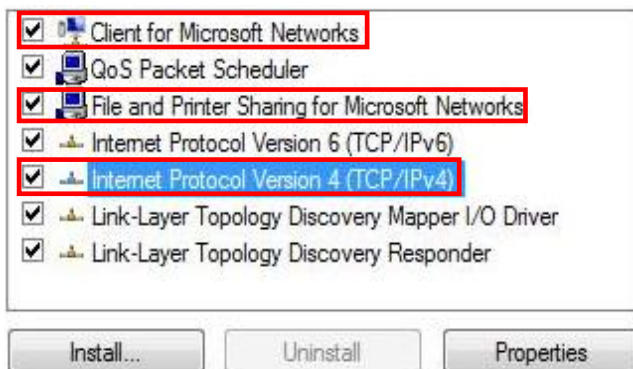 Client for Microsoft Networks
QoS Packet Scheduler
File and Printer Sharing for Microsoft Networks
Internet Protocol Version 6 (TCP/IPv6)
Internet Protocol Version 4 (TCP/IPv4)
Link-Layer Topology Discovery Mapper I/O Driver
Link-Layer Topology Discovery Responder
Install... Uninstall Properties